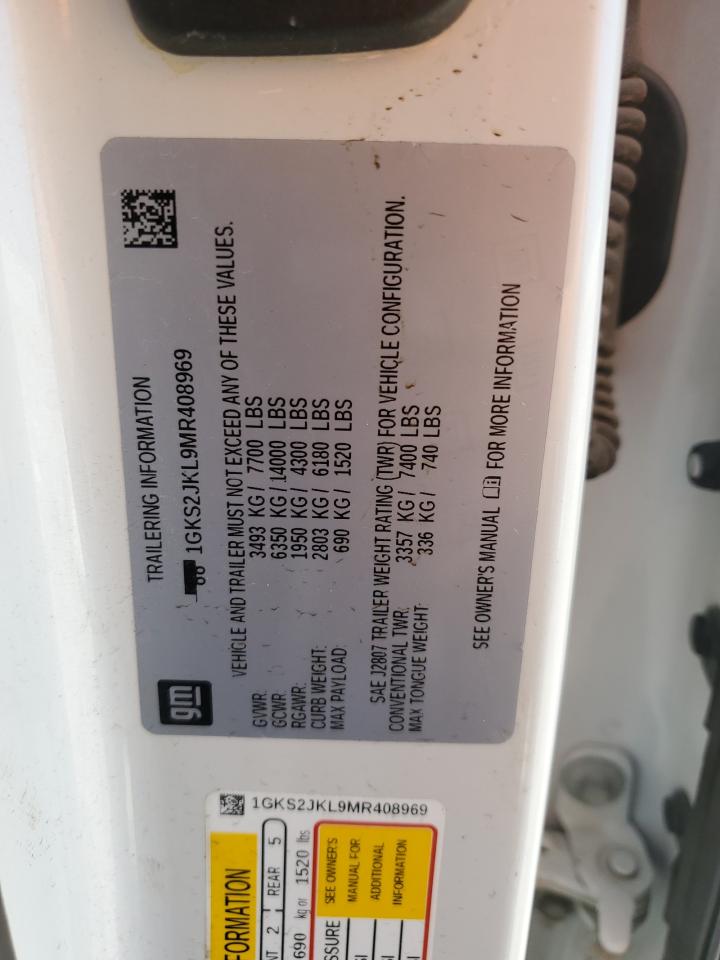 TRAILERING INFORMATION
1GKS2JKL9MR408969
gm
VEHICLE AND TRAILER MUST NOT EXCEED ANY OF THESE VALUES.
GVWR: 3493 KG/ 7700 LBS
GCWR: 6350 KG/ 14000 LBS
RGAWR: 1950 KG/ 4300 LBS
CURB WEIGHT: 2803 KG/ 6180 LBS
MAX PAYLOAD: 690 KG/ 1520 LBS
SAE J2807 TRAILER WEIGHT RATING (TWR) FOR VEHICLE CONFIGURATION.
CONVENTIONAL TWR: 3357 KG/ 7400 LBS
MAX TONGUE WEIGHT: 336 KG/ 740 LBS
SEE OWNER'S MANUAL FOR MORE INFORMATION
1GKS2JKL9MR408969
FORMATION
NT 2 REAR 5
690 kg or 1520 lbs
SSURE
SEE OWNER'S
MANUAL FOR
ADDITIONAL
INFORMATION